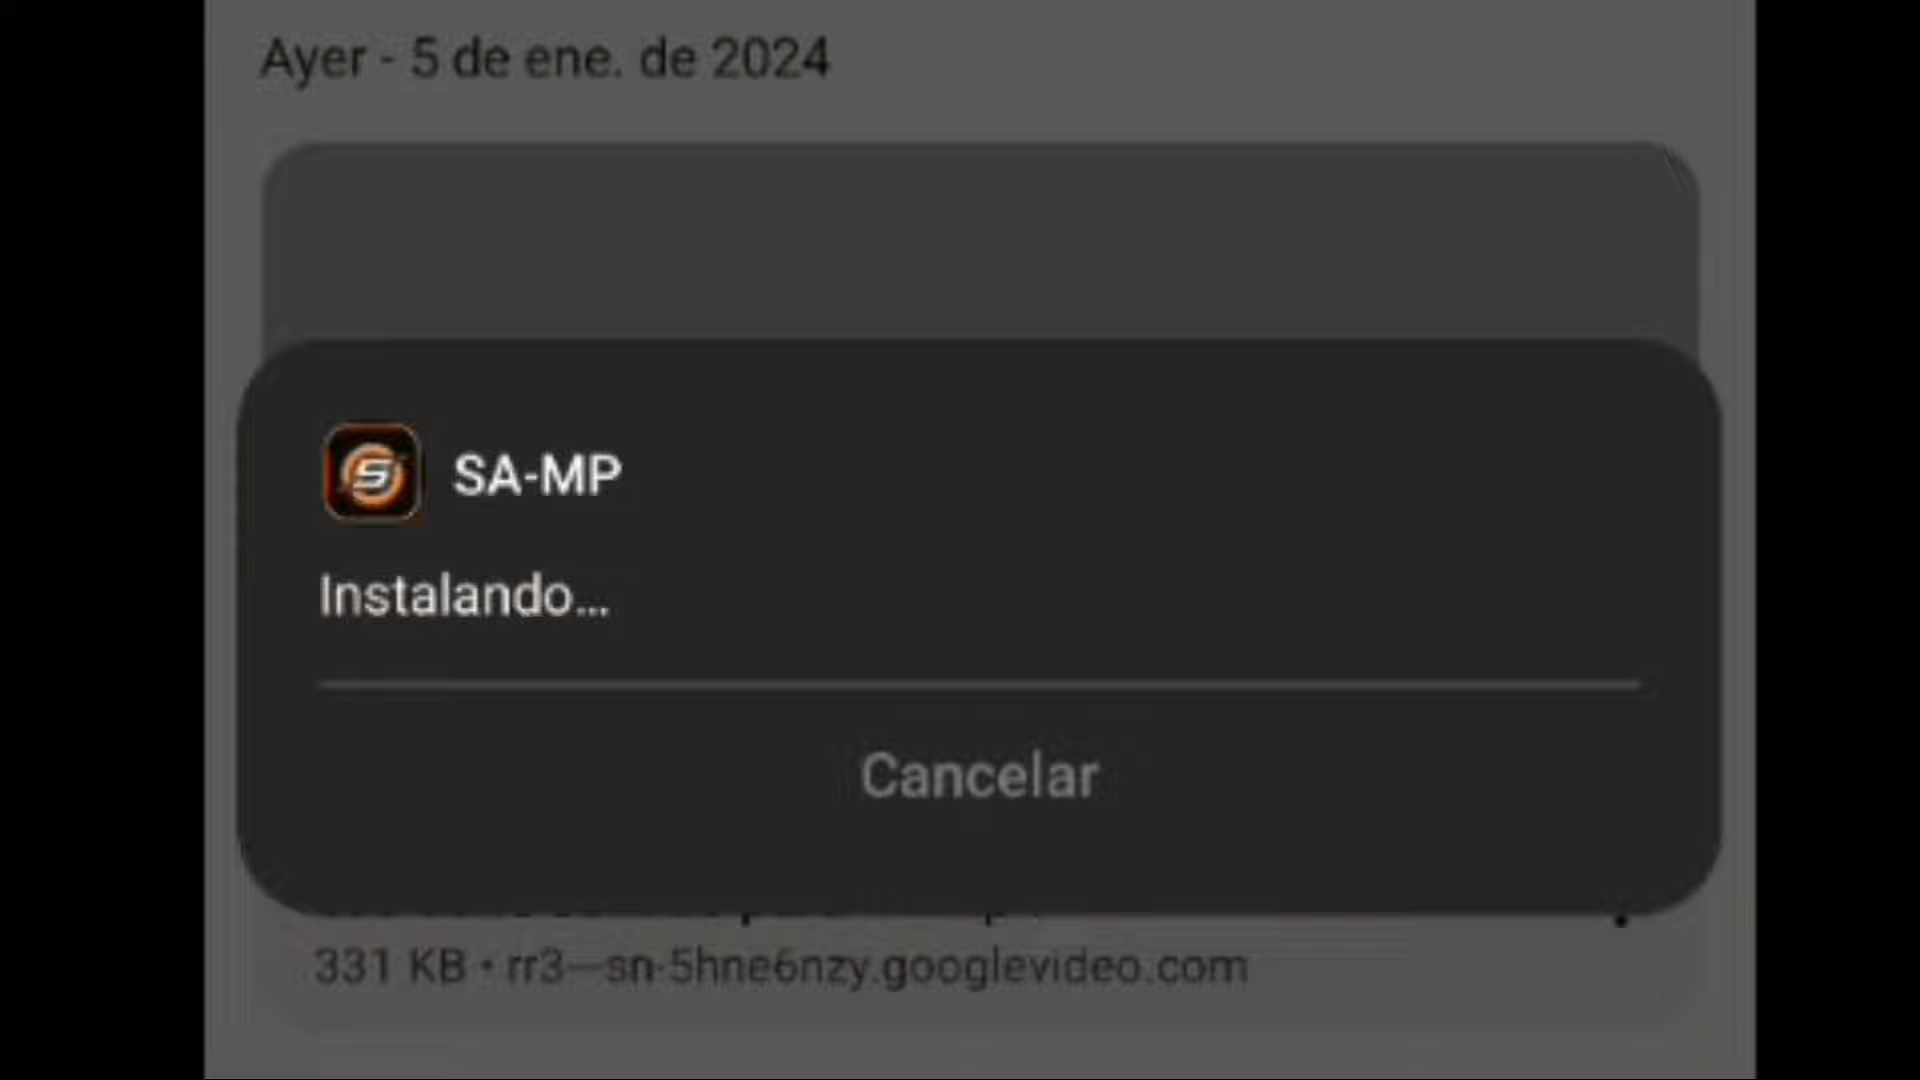 Ayer - 5 de ene. de 2024
SA-MP
Instalando...
Cancelar
331 KB • rr3---sn-5hne6nzy.googlevideo.com